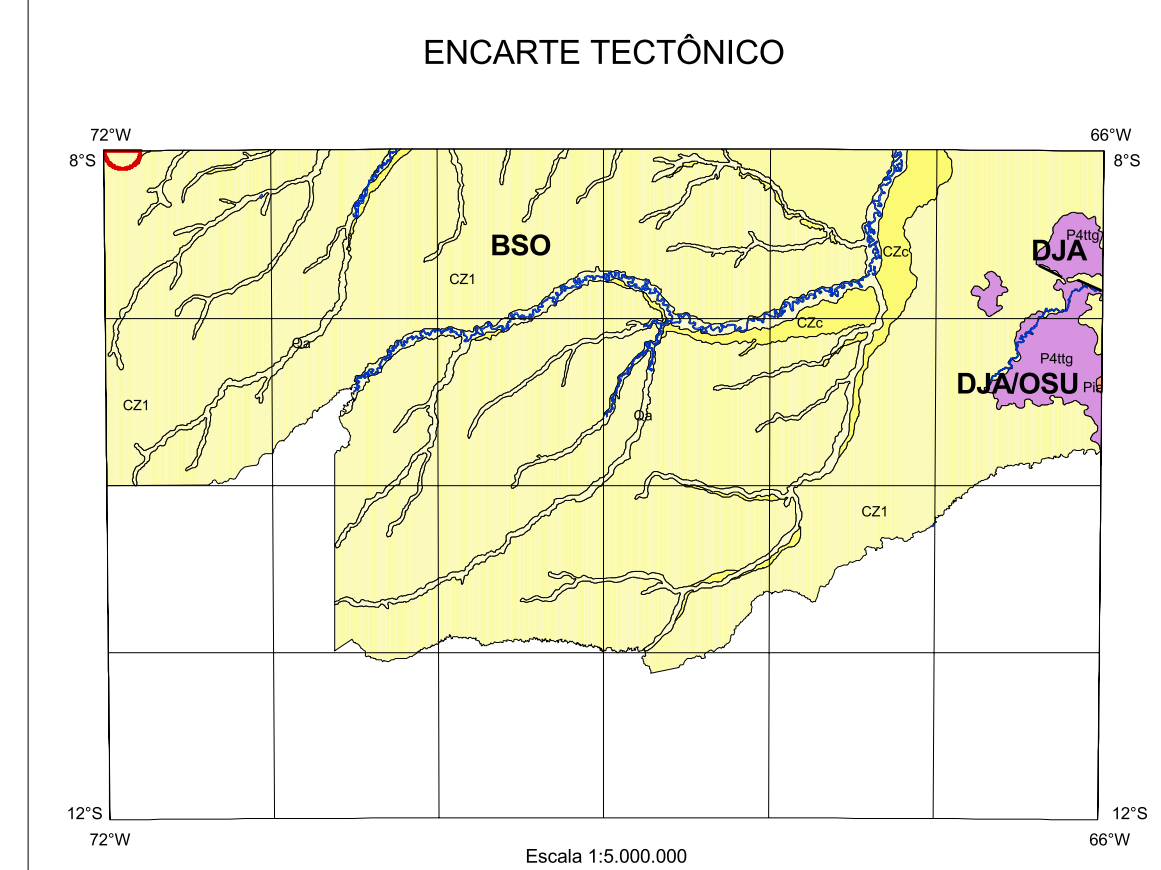 ENCARTE TECTÔNICO
72°W
66°W
8°S
8°S
P4ttg
BSO
DJA
CZc
CZ1
CZc
Qa
P4ttg
DJA/OSU
CZ1
Qa
CZ1
12°S
12°S
72°W
66°W
Escala 1:5.000.000